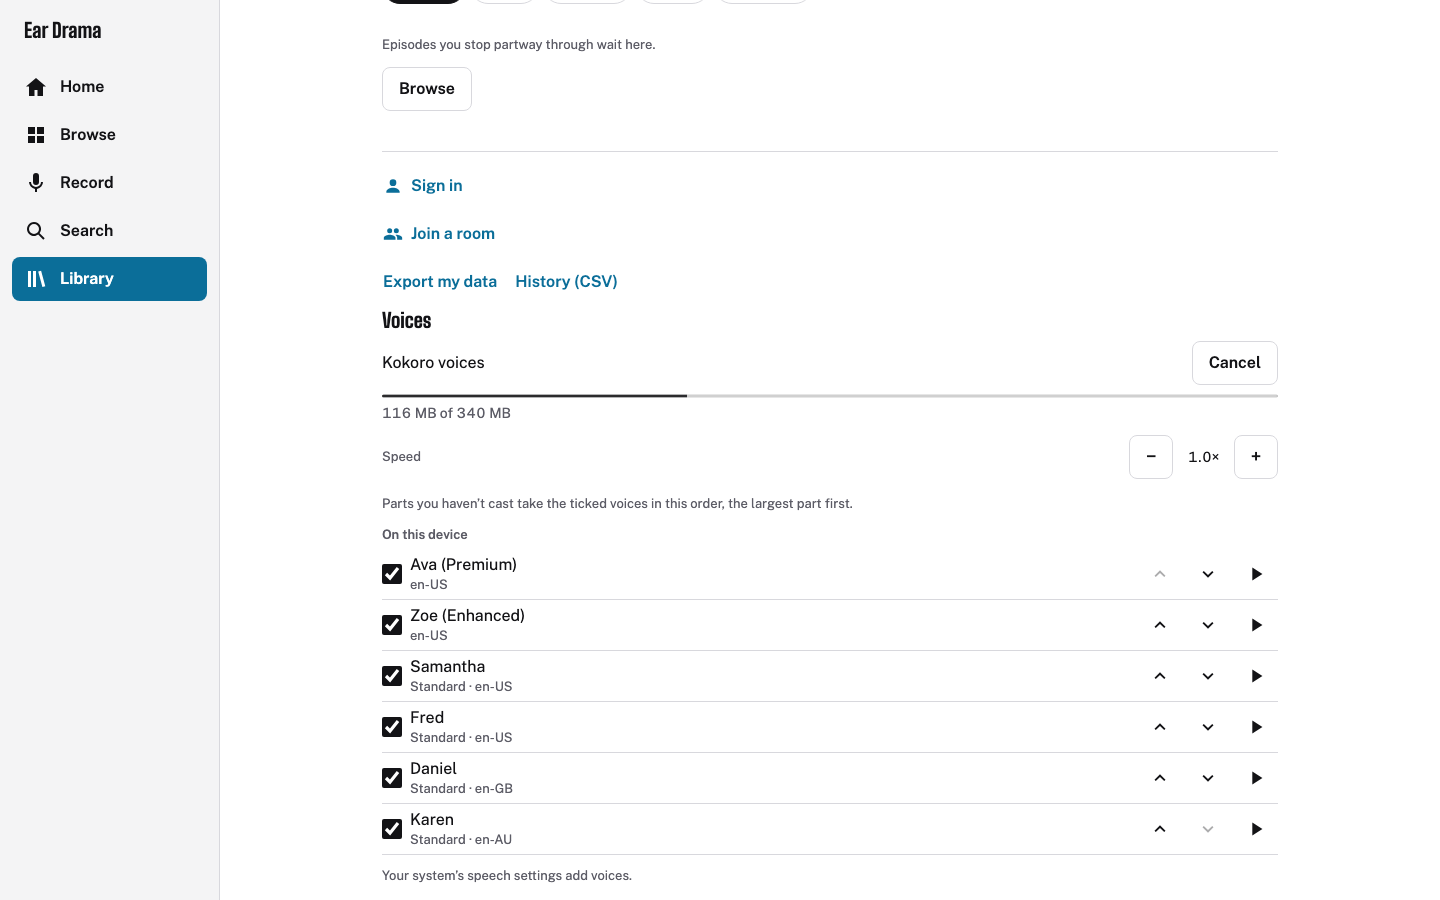 Ear Drama
Home
Browse
Record
Search
Library
Episodes you stop partway through wait here.
Browse
Sign in
Join a room
Export my data History (CSV)
Voices
Kokoro voices Cancel
116 MB of 340 MB
Speed − 1.0× +
Parts you haven't cast take the ticked voices in this order, the largest part first.
On this device
Ava (Premium)
en-US
Zoe (Enhanced)
en-US
Samantha
Standard · en-US
Fred
Standard · en-US
Daniel
Standard · en-GB
Karen
Standard · en-AU
Your system's speech settings add voices.